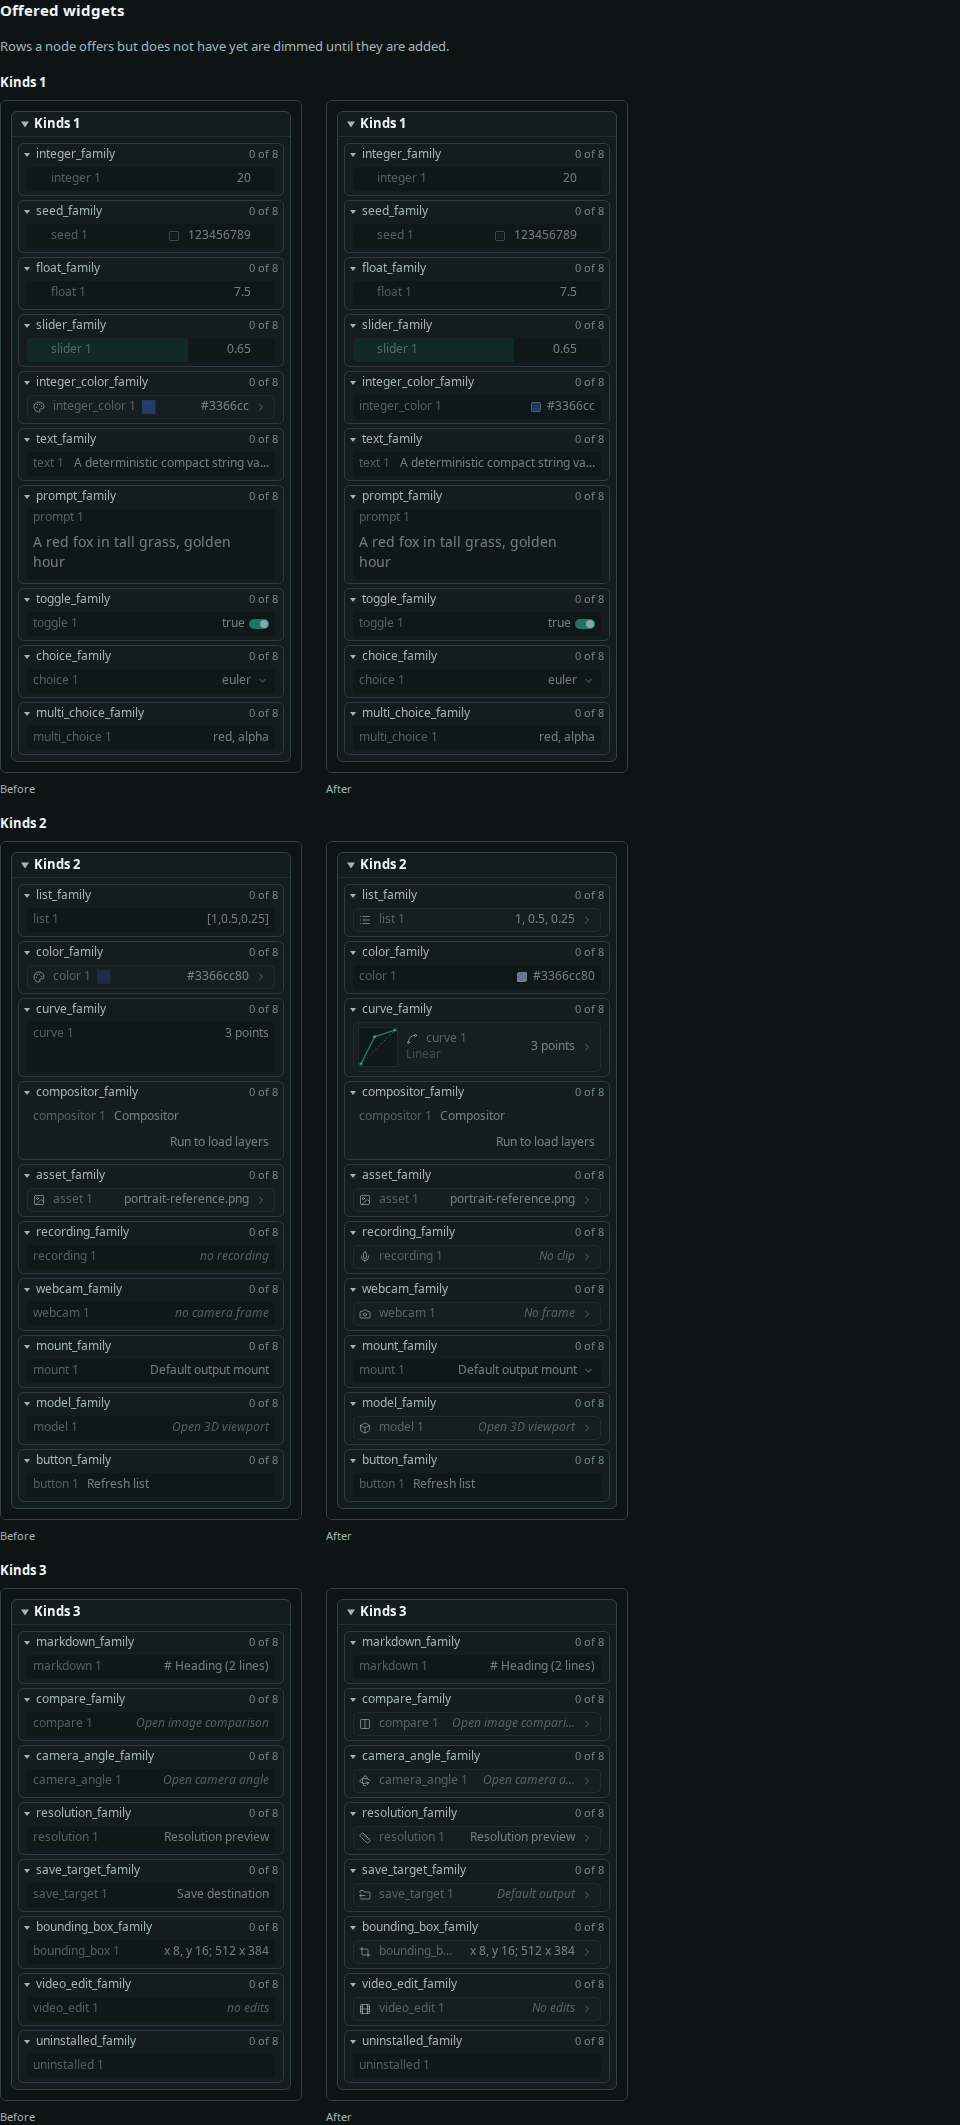 Offered widgets
Rows a node offers but does not have yet are dimmed until they are added.
Kinds 1
Kinds 1
integer_family 0 of 8
integer 1 20
seed_family 0 of 8
seed 1 123456789
float_family 0 of 8
float 1 7.5
slider_family 0 of 8
slider 1 0.65
integer_color_family 0 of 8
integer_color 1 #3366cc
text_family 0 of 8
text 1 A deterministic compact string va...
prompt_family 0 of 8
prompt 1
A red fox in tall grass, golden
hour
toggle_family 0 of 8
toggle 1 true
choice_family 0 of 8
choice 1 euler
multi_choice_family 0 of 8
multi_choice 1 red, alpha
Before
Kinds 1
integer_family 0 of 8
integer 1 20
seed_family 0 of 8
seed 1 123456789
float_family 0 of 8
float 1 7.5
slider_family 0 of 8
slider 1 0.65
integer_color_family 0 of 8
integer_color 1 #3366cc
text_family 0 of 8
text 1 A deterministic compact string va...
prompt_family 0 of 8
prompt 1
A red fox in tall grass, golden
hour
toggle_family 0 of 8
toggle 1 true
choice_family 0 of 8
choice 1 euler
multi_choice_family 0 of 8
multi_choice 1 red, alpha
After
Kinds 2
Kinds 2
list_family 0 of 8
list 1 [1,0.5,0.25]
color_family 0 of 8
color 1 #3366cc80
curve_family 0 of 8
curve 1 3 points
compositor_family 0 of 8
compositor 1 Compositor
Run to load layers
asset_family 0 of 8
asset 1 portrait-reference.png
recording_family 0 of 8
recording 1 no recording
webcam_family 0 of 8
webcam 1 no camera frame
mount_family 0 of 8
mount 1 Default output mount
model_family 0 of 8
model 1 Open 3D viewport
button_family 0 of 8
button 1 Refresh list
Before
Kinds 2
list_family 0 of 8
list 1 1, 0.5, 0.25
color_family 0 of 8
color 1 #3366cc80
curve_family 0 of 8
curve 1 3 points
Linear
compositor_family 0 of 8
compositor 1 Compositor
Run to load layers
asset_family 0 of 8
asset 1 portrait-reference.png
recording_family 0 of 8
recording 1 No clip
webcam_family 0 of 8
webcam 1 No frame
mount_family 0 of 8
mount 1 Default output mount
model_family 0 of 8
model 1 Open 3D viewport
button_family 0 of 8
button 1 Refresh list
After
Kinds 3
Kinds 3
markdown_family 0 of 8
markdown 1 # Heading (2 lines)
compare_family 0 of 8
compare 1 Open image comparison
camera_angle_family 0 of 8
camera_angle 1 Open camera angle
resolution_family 0 of 8
resolution 1 Resolution preview
save_target_family 0 of 8
save_target 1 Save destination
bounding_box_family 0 of 8
bounding_box 1 x 8, y 16; 512 x 384
video_edit_family 0 of 8
video_edit 1 no edits
uninstalled_family 0 of 8
uninstalled 1
Before
Kinds 3
markdown_family 0 of 8
markdown 1 # Heading (2 lines)
compare_family 0 of 8
compare 1 Open image compari...
camera_angle_family 0 of 8
camera_angle 1 Open camera a...
resolution_family 0 of 8
resolution 1 Resolution preview
save_target_family 0 of 8
save_target 1 Default output
bounding_box_family 0 of 8
bounding_b... x 8, y 16; 512 x 384
video_edit_family 0 of 8
video_edit 1 No edits
uninstalled_family 0 of 8
uninstalled 1
After